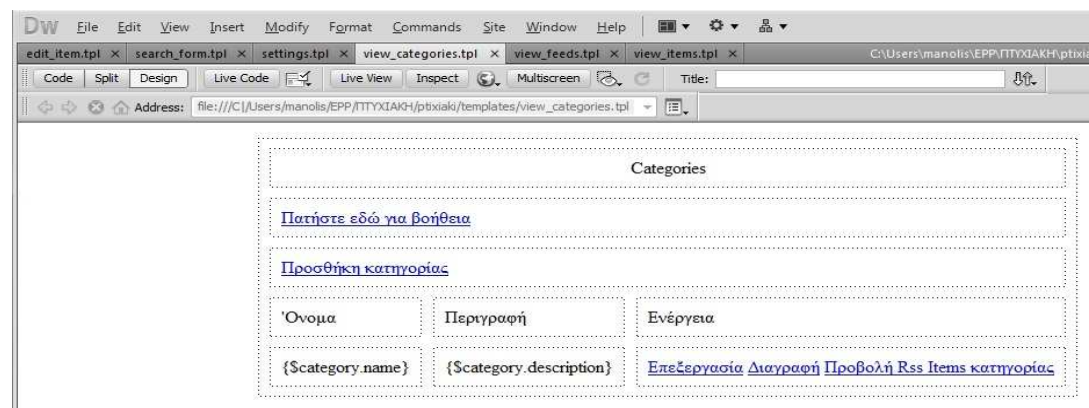 Dw File Edit View Insert Modify Format Commands Site Window Help
edit_item.tpl × search_form.tpl × settings.tpl × view_categories.tpl × view_feeds.tpl × view_items.tpl × C:\Users\manolis\EPP\ΠΤΥΧΙΑΚΗ\ptixia
Code Split Design Live Code Live View Inspect Multiscreen Title:
Address: file:///C|/Users/manolis/EPP/ΠΤΥΧΙΑΚΗ/ptixiaki/templates/view_categories.tpl
Categories
Πατήστε εδώ για βοήθεια
Προσθήκη κατηγορίας
'Ονομα Περιγραφή Ενέργεια
{$category.name} {$category.description} Επεξεργασία Διαγραφή Προβολή Rss Items κατηγορίας